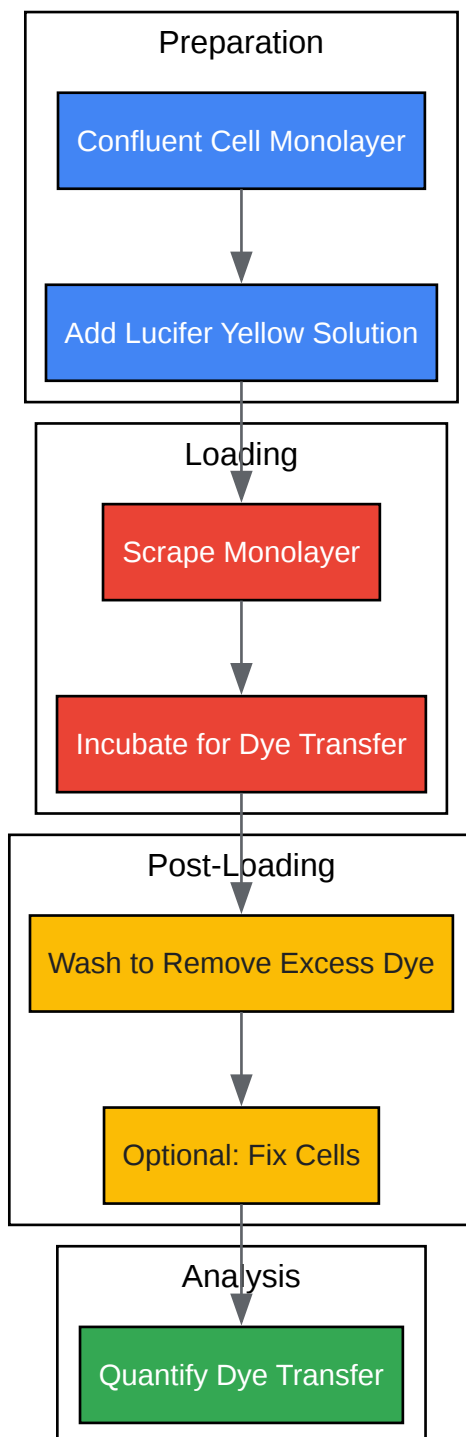 Preparation
Confluent Cell Monolayer
Add Lucifer Yellow Solution
Loading
Scrape Monolayer
Incubate for Dye Transfer
Post-Loading
Wash to Remove Excess Dye
Optional: Fix Cells
Analysis
Quantify Dye Transfer